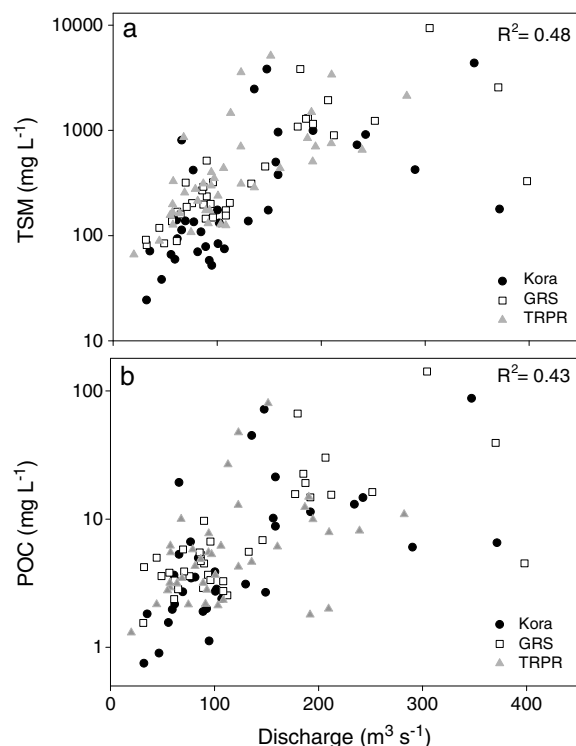 a
R²= 0.48
10000
1000
100
10
TSM (mg L⁻¹)
Kora
GRS
TRPR
b
R²= 0.43
100
10
1
POC (mg L⁻¹)
Kora
GRS
TRPR
0 100 200 300 400
Discharge (m³ s⁻¹)